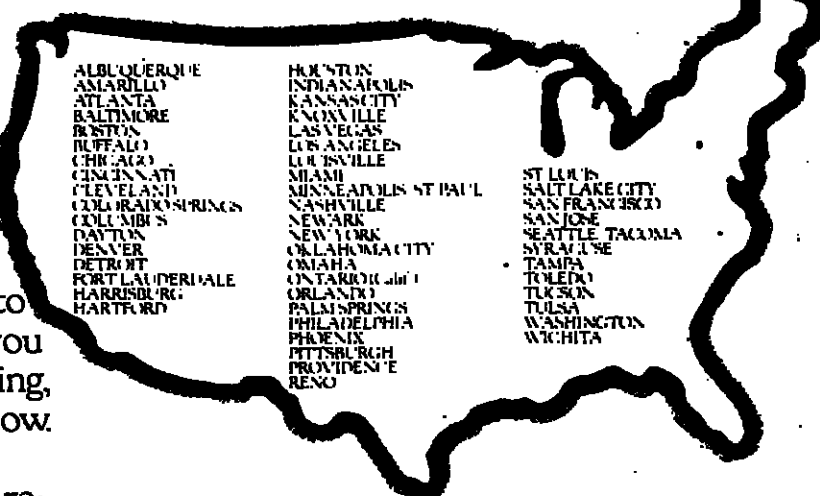 ALBUQUERQUE
AMARILLO
ATLANTA
BALTIMORE
BOSTON
BUFFALO
CHICAGO
CINCINNATI
CLEVELAND
COLORADO SPRINGS
COLUMBUS
DAYTON
DENVER
DETROIT
FORT LAUDERDALE
HARRISBURG
HARTFORD
HOUSTON
INDIANAPOLIS
KANSAS CITY
KNOXVILLE
LAS VEGAS
LOS ANGELES
LOUISVILLE
MIAMI
MINNEAPOLIS ST PAUL
NASHVILLE
NEWARK
NEW YORK
OKLAHOMA CITY
OMAHA
ONTARIO (Calif.)
ORLANDO
PALM SPRINGS
PHILADELPHIA
PHOENIX
PITTSBURGH
PROVIDENCE
RENO
ST LOUIS
SALT LAKE CITY
SAN FRANCISCO
SAN JOSE
SEATTLE TACOMA
SYRACUSE
TAMPA
TOLEDO
TUCSON
TULSA
WASHINGTON
WICHITA
to
ou
ing,
ow.